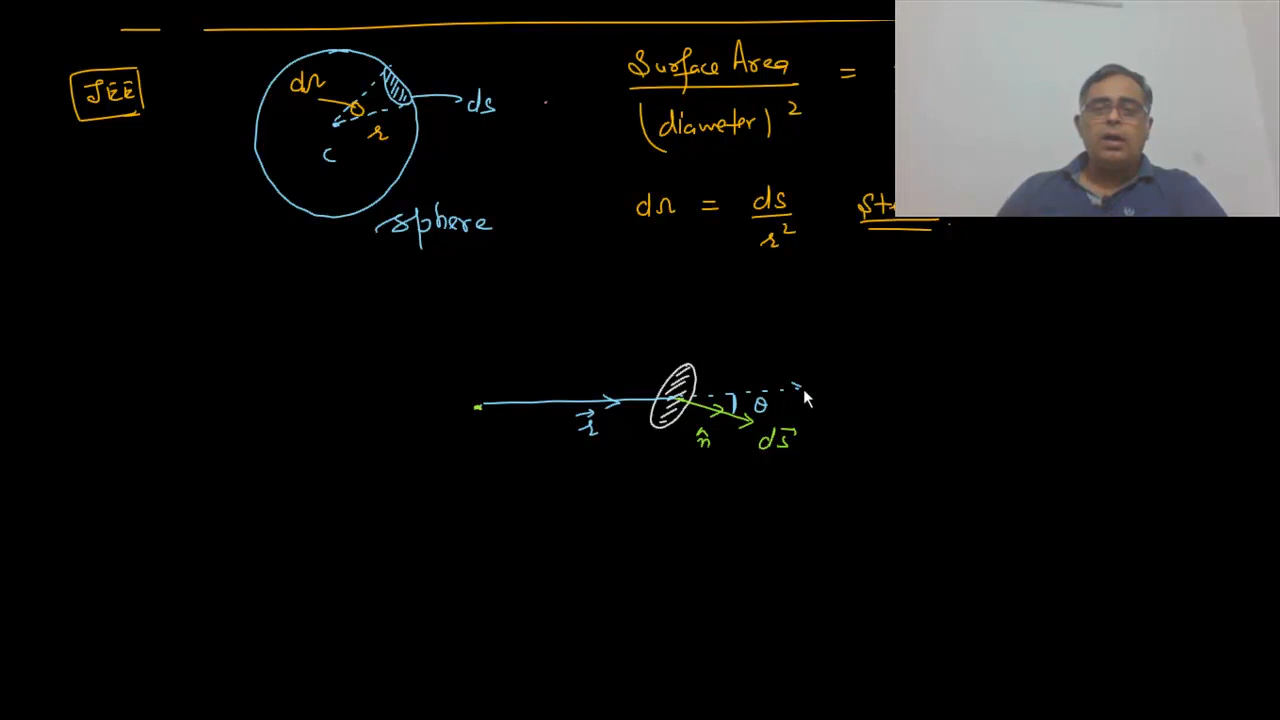 JEE
dΩ
ds
r
C
sphere
Surface Area =
(diameter)²
dΩ = ds
r²
r⃗
θ
n̂
ds⃗